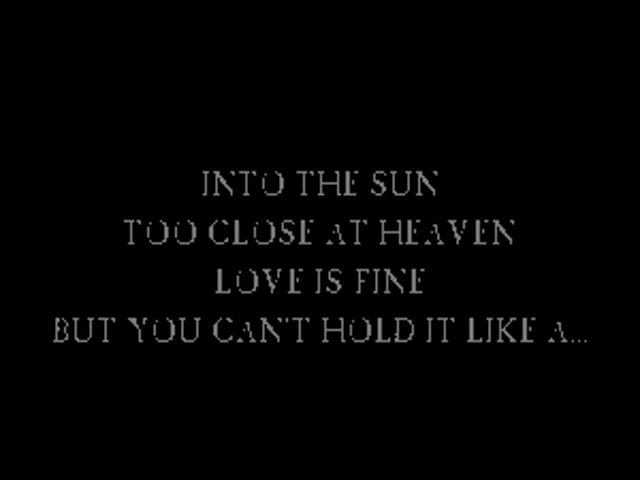 INTO THE SUN
TOO CLOSE AT HEAVEN
LOVE IS FINE
BUT YOU CAN'T HOLD IT LIKE A...